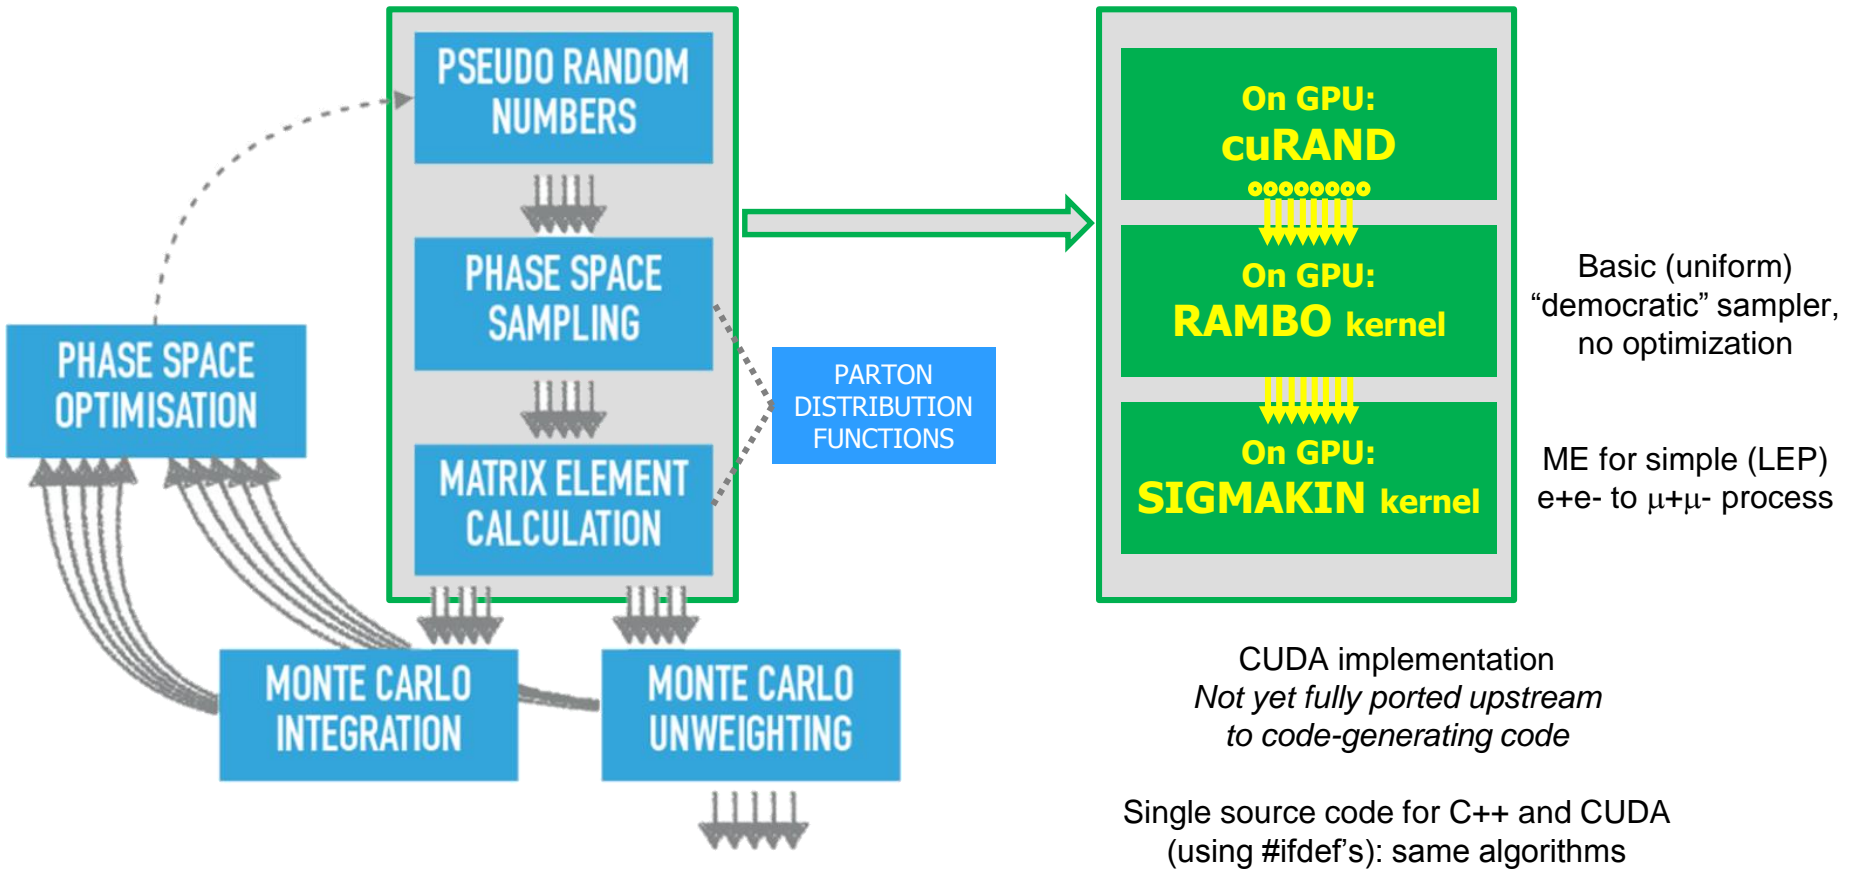 PSEUDO RANDOM
NUMBERS
PHASE SPACE
SAMPLING
MATRIX ELEMENT
CALCULATION
PHASE SPACE
OPTIMISATION
PARTON
DISTRIBUTION
FUNCTIONS
MONTE CARLO
INTEGRATION
MONTE CARLO
UNWEIGHTING
On GPU:
cuRAND
On GPU:
RAMBO kernel
On GPU:
SIGMAKIN kernel
Basic (uniform)
“democratic” sampler,
no optimization
ME for simple (LEP)
e+e- to μ+μ- process
CUDA implementation
Not yet fully ported upstream
to code-generating code
Single source code for C++ and CUDA
(using #ifdef’s): same algorithms